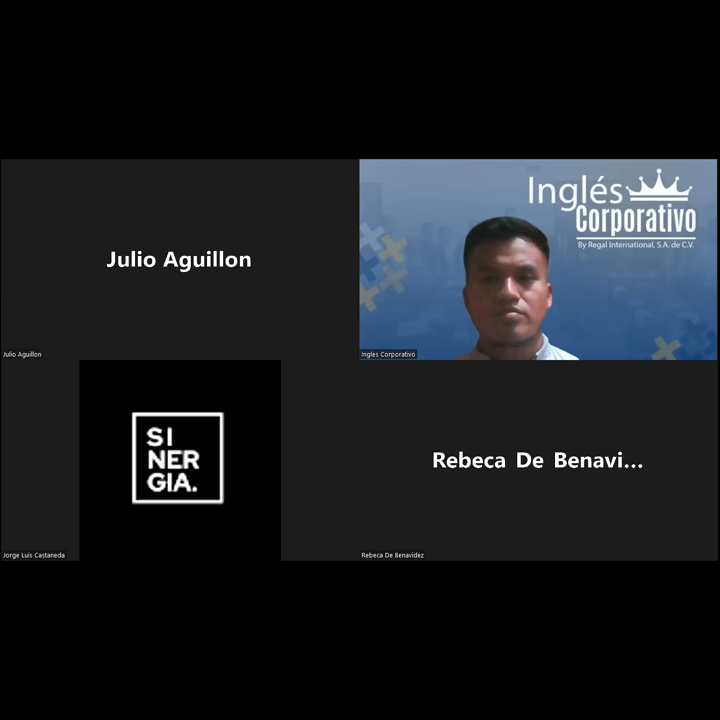 Julio Aguillon
Julio Aguillon
Inglés
Corporativo
By Regal International, S.A. de C.V.
Ingles Corporativo
SI
NER
GIA.
Jorge Luis Castaneda
Rebeca De Benavi...
Rebeca De Benavidez